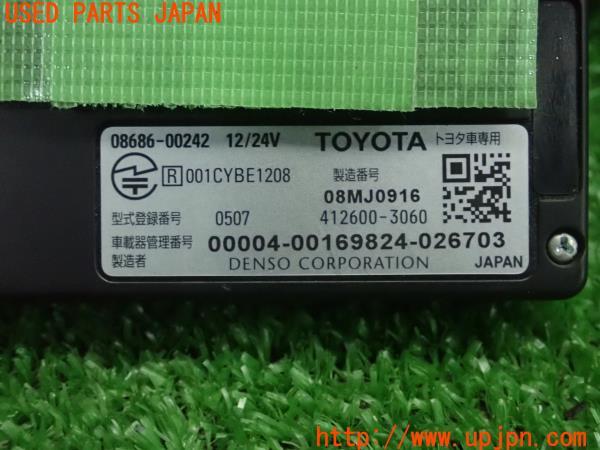 USED PARTS JAPAN
08686-00242 12/24V TOYOTA トヨタ車専用
R 001CYBE1208 製造番号
08MJ0916
型式登録番号 0507 412600-3060
車載器管理番号 00004-00169824-026703
製造者 DENSO CORPORATION JAPAN
http://www.upjpn.com